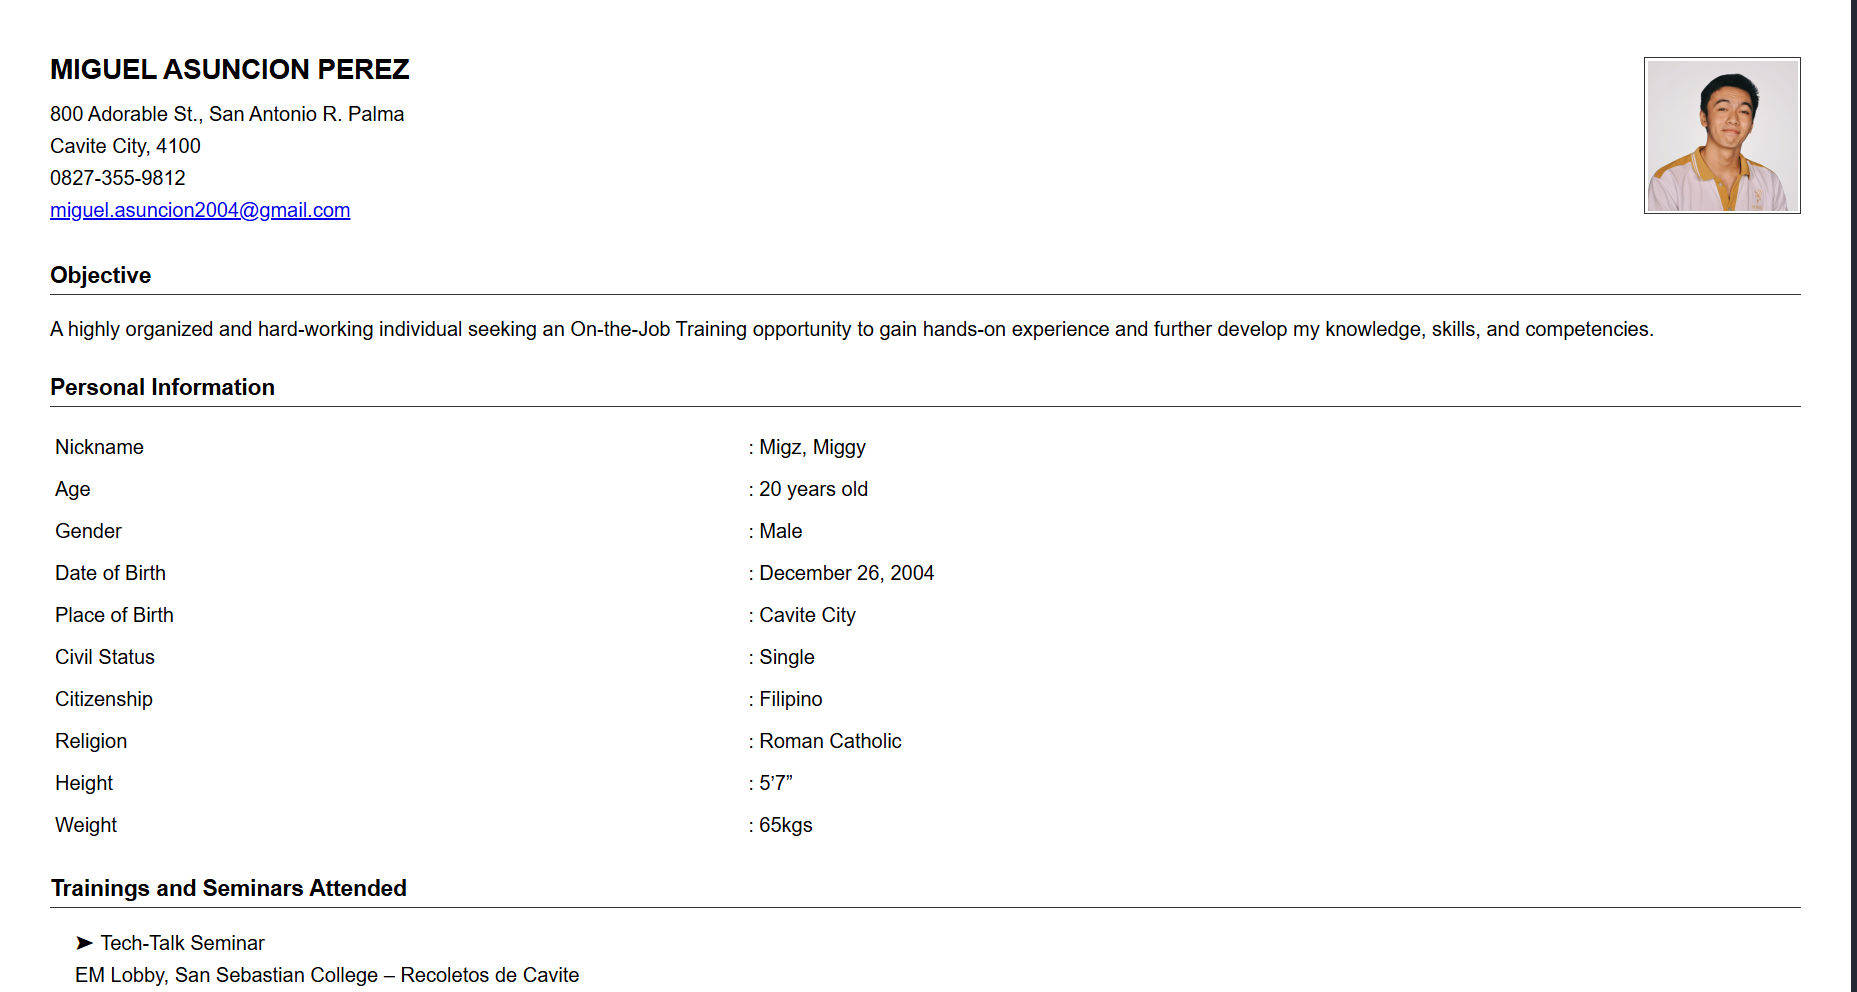 MIGUEL ASUNCION PEREZ
800 Adorable St., San Antonio R. Palma
Cavite City, 4100
0827-355-9812
miguel.asuncion2004@gmail.com
Objective
A highly organized and hard-working individual seeking an On-the-Job Training opportunity to gain hands-on experience and further develop my knowledge, skills, and competencies.
Personal Information
Nickname : Migz, Miggy
Age : 20 years old
Gender : Male
Date of Birth : December 26, 2004
Place of Birth : Cavite City
Civil Status : Single
Citizenship : Filipino
Religion : Roman Catholic
Height : 5’7”
Weight : 65kgs
Trainings and Seminars Attended
➤ Tech-Talk Seminar
EM Lobby, San Sebastian College – Recoletos de Cavite